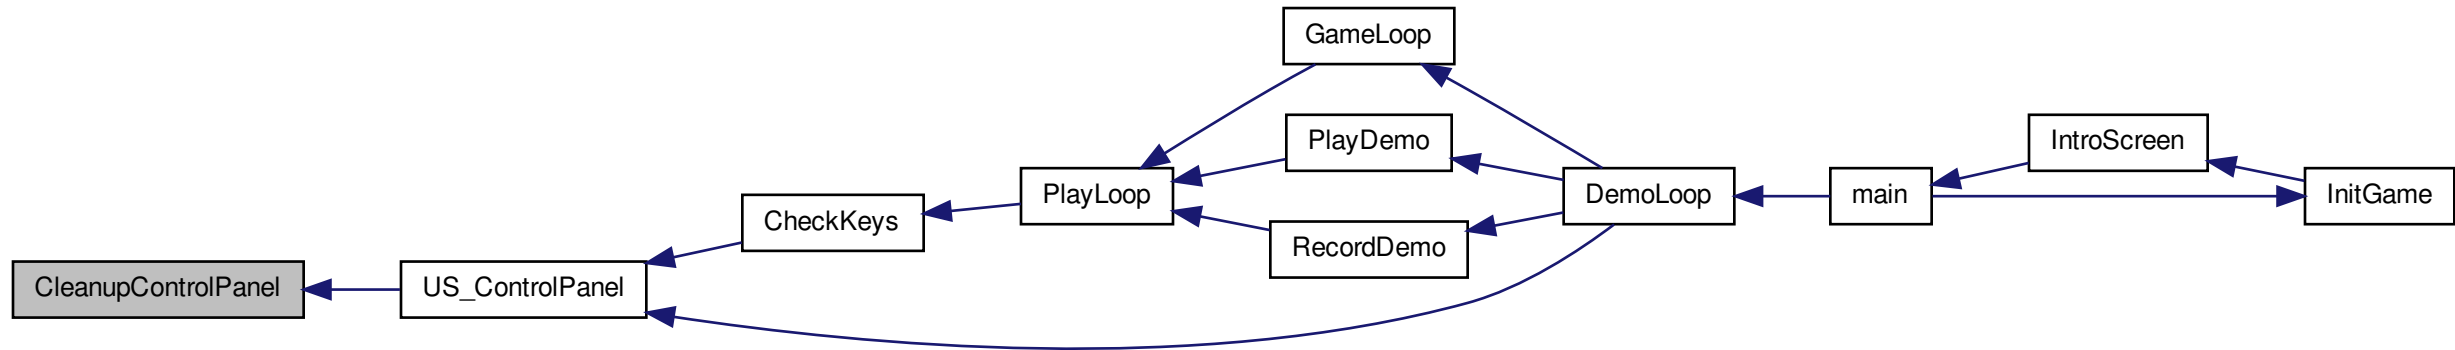 GameLoop
PlayDemo
IntroScreen
PlayLoop
DemoLoop
main
InitGame
CheckKeys
RecordDemo
CleanupControlPanel
US_ControlPanel